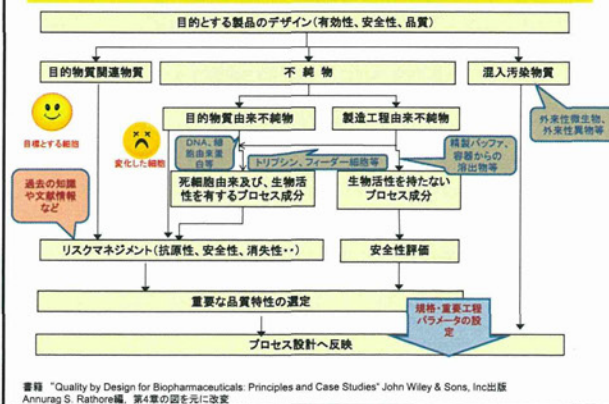 目的とする製品のデザイン(有効性、安全性、品質)
目的物質関連物質
不 純 物
混入汚染物質
目標とする細胞
変化した細胞
目的物質由来不純物
製造工程由来不純物
外来性微生物、
外来性異物等
DNA、細
胞由来蛋
白等
トリプシン、フィーダー細胞等
精製バッファ、
容器からの
溶出物等
過去の知識
や文献情報
など
死細胞由来及び、生物活
性を有するプロセス成分
生物活性を持たない
プロセス成分
リスクマネジメント(抗原性、安全性、消失性・・)
安全性評価
重要な品質特性の選定
規格・重要工程
パラメータの設
定
プロセス設計へ反映
書籍 "Quality by Design for Biopharmaceuticals: Principles and Case Studies" John Wiley & Sons, Inc出版
Annurag S. Rathore編、第4章の図を元に改変